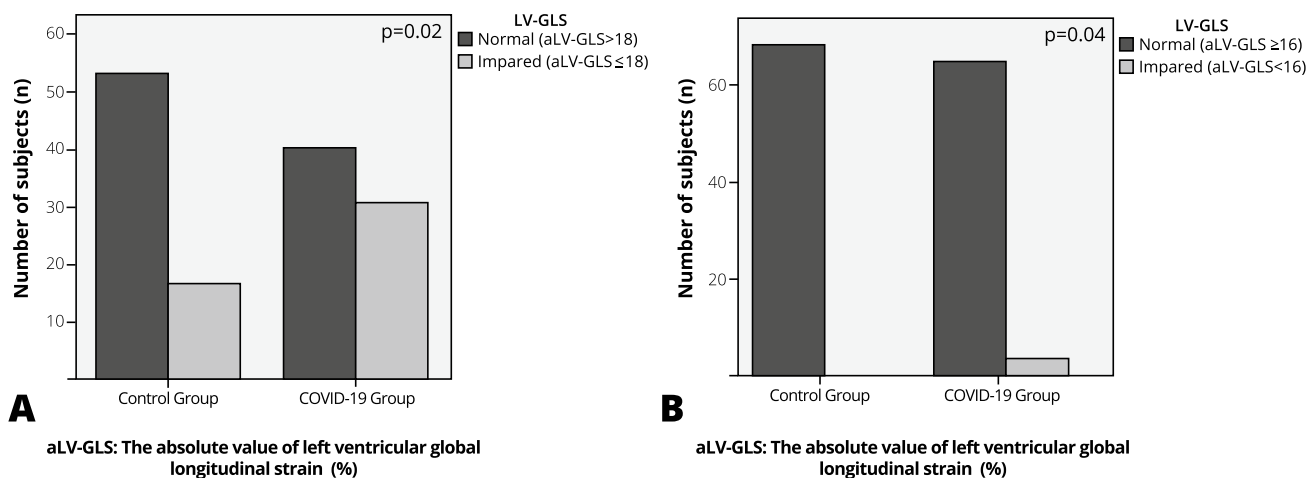 60
50
40
30
20
10
Number of subjects (n)
p=0.02
LV-GLS
Normal (aLV-GLS>18)
Impared (aLV-GLS≤18)
Control Group
COVID-19 Group
A
aLV-GLS: The absolute value of left ventricular global
longitudinal strain (%)
60
40
20
Number of subjects (n)
p=0.04
LV-GLS
Normal (aLV-GLS ≥16)
Impared (aLV-GLS<16)
Control Group
COVID-19 Group
B
aLV-GLS: The absolute value of left ventricular global
longitudinal strain (%)